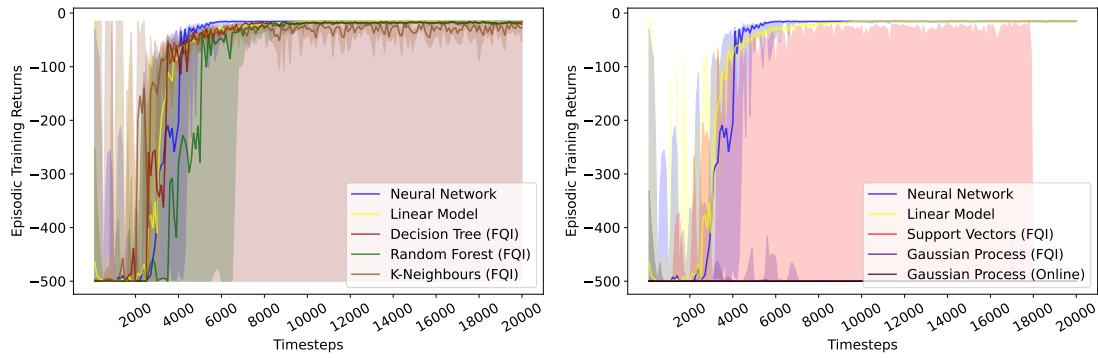 Episodic Training Returns
0
−100
−200
−300
−400
−500
2000
4000
6000
8000
10000
12000
14000
16000
18000
20000
Timesteps
Neural Network
Linear Model
Decision Tree (FQI)
Random Forest (FQI)
K-Neighbours (FQI)
Episodic Training Returns
0
−100
−200
−300
−400
−500
2000
4000
6000
8000
10000
12000
14000
16000
18000
20000
Timesteps
Neural Network
Linear Model
Support Vectors (FQI)
Gaussian Process (FQI)
Gaussian Process (Online)